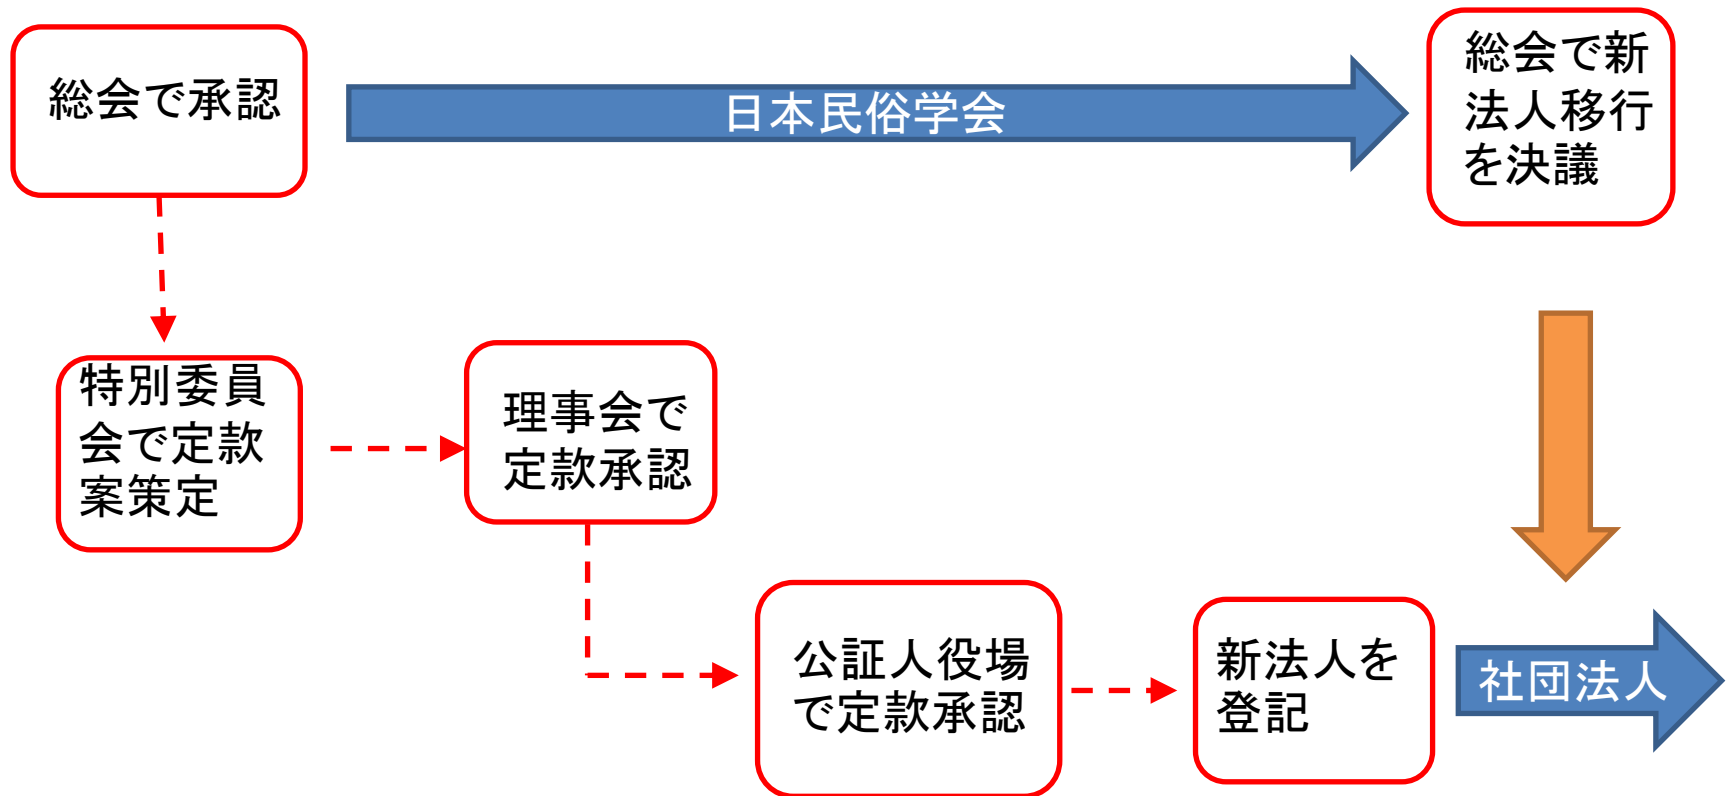 総会で承認
日本民俗学会
総会で新
法人移行
を決議
特別委員
会で定款
案策定
理事会で
定款承認
公証人役場
で定款承認
新法人を
登記
社団法人